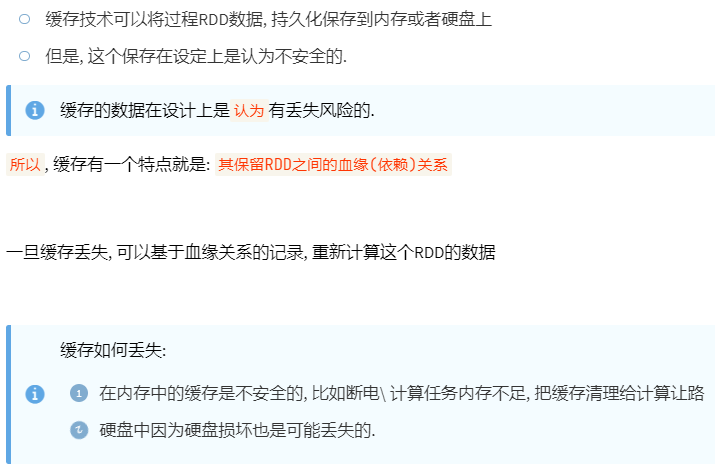 缓存技术可以将过程RDD数据, 持久化保存到内存或者硬盘上
但是, 这个保存在设定上是认为不安全的.
缓存的数据在设计上是 认为 有丢失风险的.
所以, 缓存有一个特点就是: 其保留RDD之间的血缘(依赖)关系
一旦缓存丢失, 可以基于血缘关系的记录, 重新计算这个RDD的数据
缓存如何丢失:
1 在内存中的缓存是不安全的, 比如断电\ 计算任务内存不足, 把缓存清理给计算让路
2 硬盘中因为硬盘损坏也是可能丢失的.